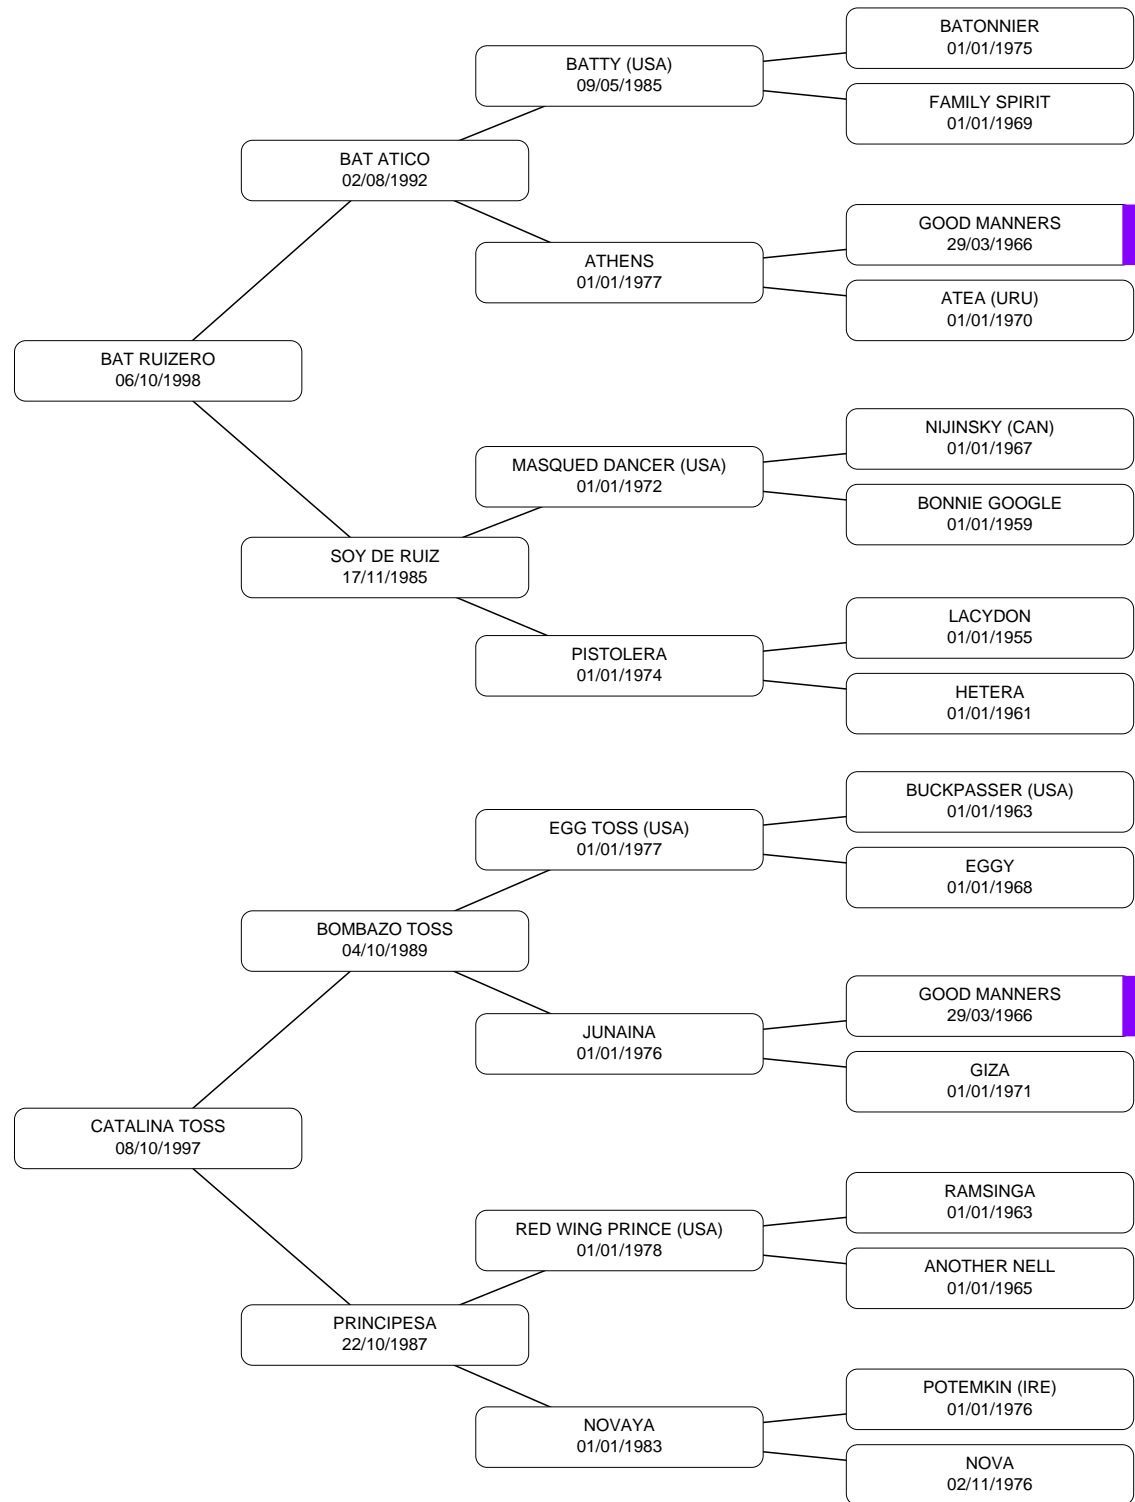 BATONNIER
01/01/1975
BATTY (USA)
09/05/1985
FAMILY SPIRIT
01/01/1969
BAT ATICO
02/08/1992
GOOD MANNERS
29/03/1966
ATHENS
01/01/1977
ATEA (URU)
01/01/1970
BAT RUIZERO
06/10/1998
NIJINSKY (CAN)
01/01/1967
MASQUED DANCER (USA)
01/01/1972
BONNIE GOOGLE
01/01/1959
SOY DE RUIZ
17/11/1985
LACYDON
01/01/1955
PISTOLERA
01/01/1974
HETERA
01/01/1961
BUCKPASSER (USA)
01/01/1963
EGG TOSS (USA)
01/01/1977
EGGY
01/01/1968
BOMBAZO TOSS
04/10/1989
GOOD MANNERS
29/03/1966
JUNAINA
01/01/1976
GIZA
01/01/1971
CATALINA TOSS
08/10/1997
RAMSINGA
01/01/1963
RED WING PRINCE (USA)
01/01/1978
ANOTHER NELL
01/01/1965
PRINCIPESA
22/10/1987
POTEMKIN (IRE)
01/01/1976
NOVAYA
01/01/1983
NOVA
02/11/1976